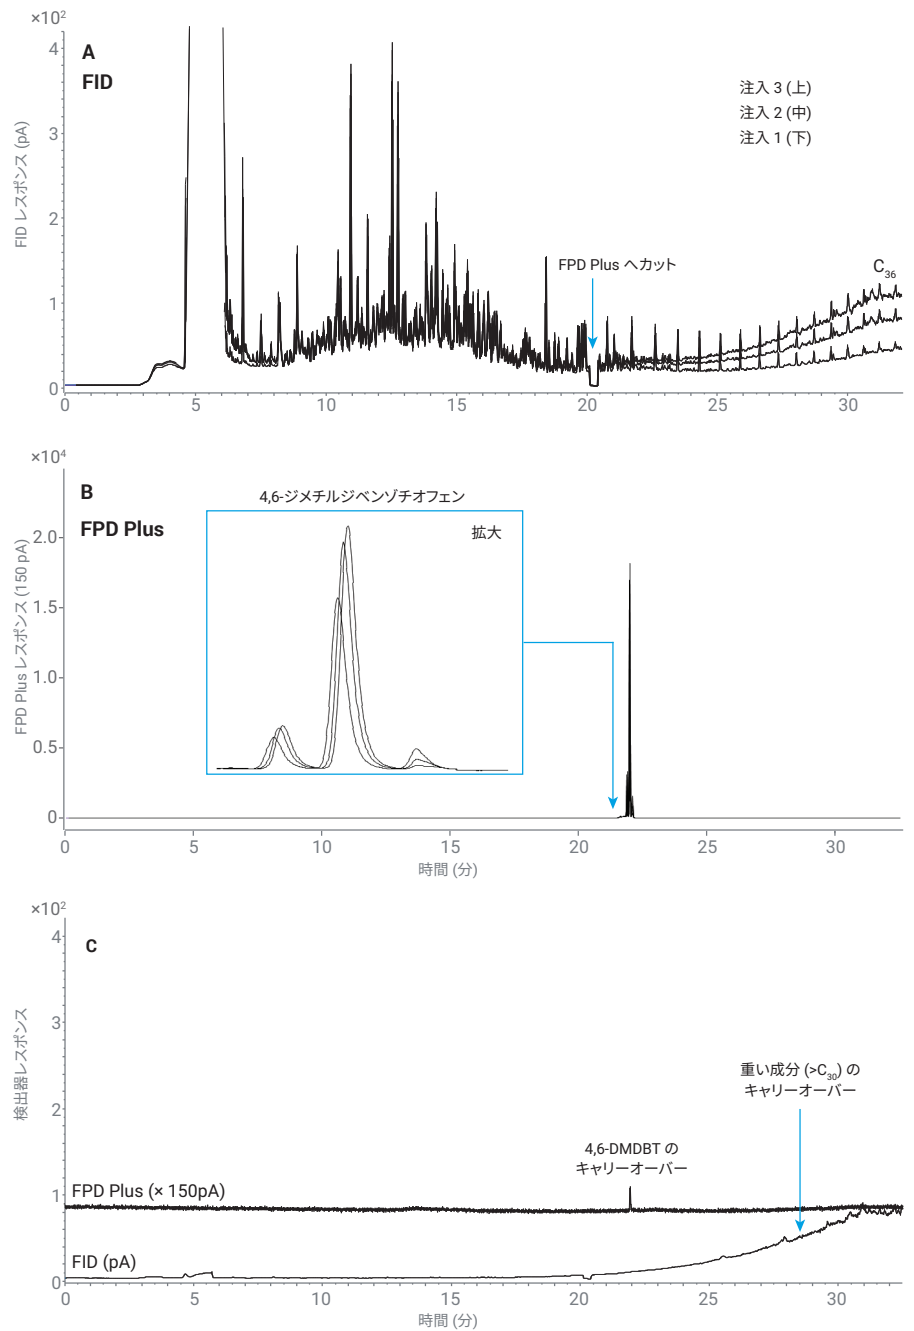 ×10²
A
FID
注入 3 (上)
注入 2 (中)
注入 1 (下)
FID レスポンス (pA)
FPD Plus へカット
C₃₆
4
3
2
1
0
0 5 10 15 20 25 30
×10⁴
B
FPD Plus
4,6-ジメチルジベンゾチオフェン
拡大
FPD Plus レスポンス (150 pA)
2.0
1.5
1.0
0.5
0
0 5 10 15 20 25 30
時間 (分)
×10²
C
検出器レスポンス
4
3
2
1
0
重い成分 (>C₃₀) の
キャリーオーバー
4,6-DMDBT の
キャリーオーバー
FPD Plus (× 150pA)
FID (pA)
0 5 10 15 20 25 30
時間 (分)